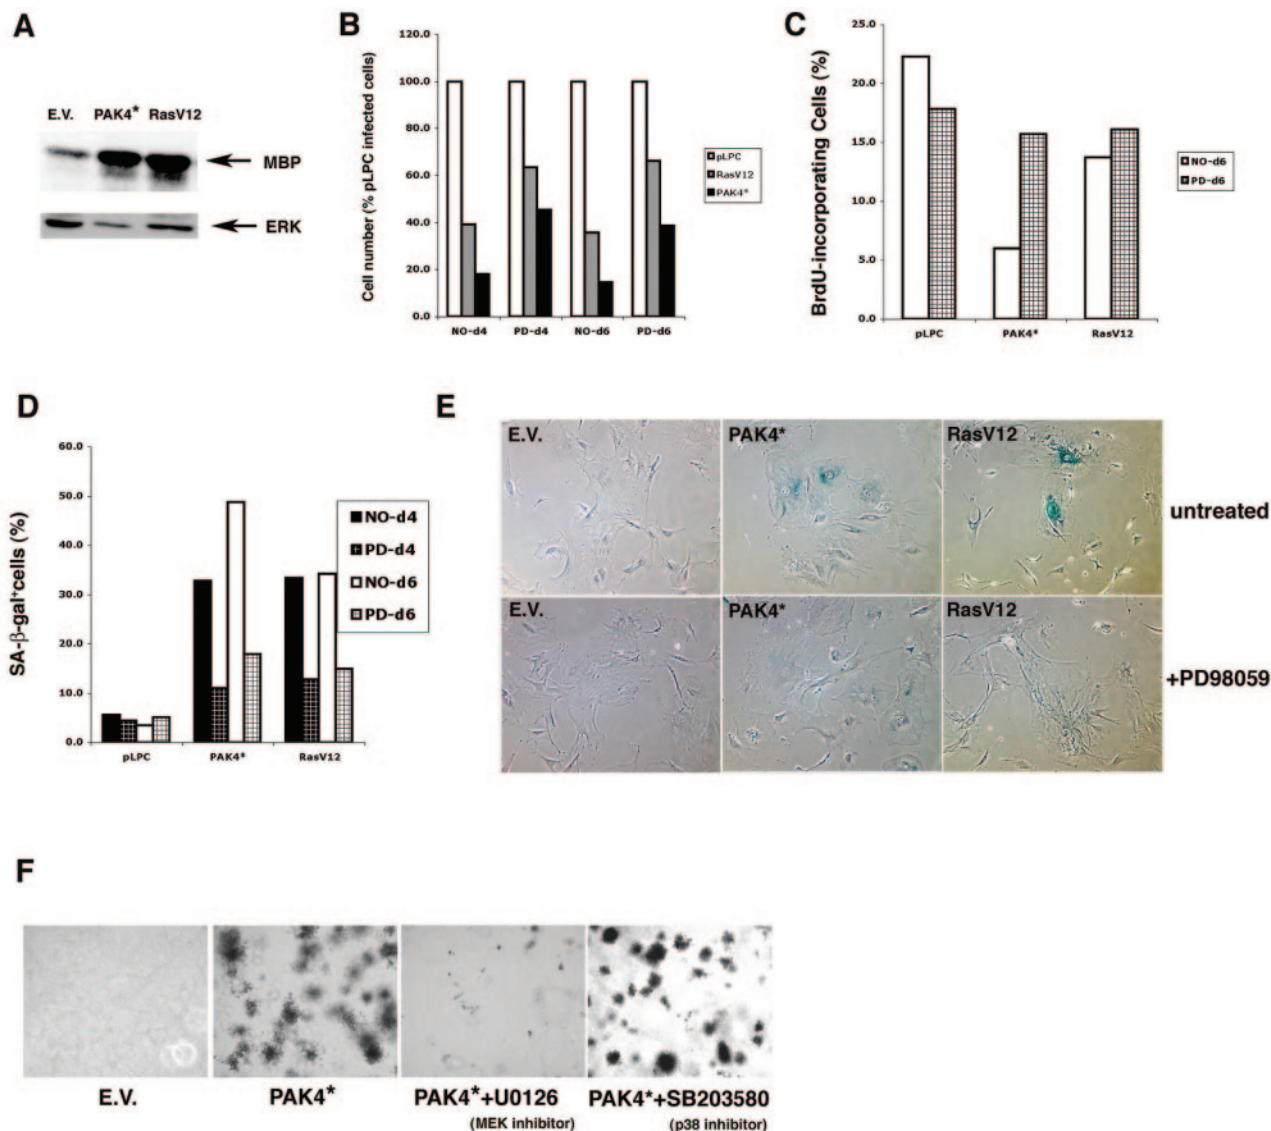 A
E.V. PAK4* RasV12
MBP
ERK
B
Cell number (% pLPC infected cells)
120.0
100.0
80.0
60.0
40.0
20.0
0.0
NO-d4 PD-d4 NO-d6 PD-d6
pLPC
RasV12
PAK4*
C
BrdU-incorporating Cells (%)
25.0
20.0
15.0
10.0
5.0
0.0
pLPC PAK4* RasV12
NO-d6
PD-d6
D
SA-β-gal+cells (%)
60.0
50.0
40.0
30.0
20.0
10.0
0.0
pLPC PAK4* RasV12
NO-d4
PD-d4
NO-d6
PD-d6
E
E.V. PAK4* RasV12
untreated
E.V. PAK4* RasV12
+PD98059
F
E.V. PAK4* PAK4*+U0126 PAK4*+SB203580
(MEK inhibitor) (p38 inhibitor)